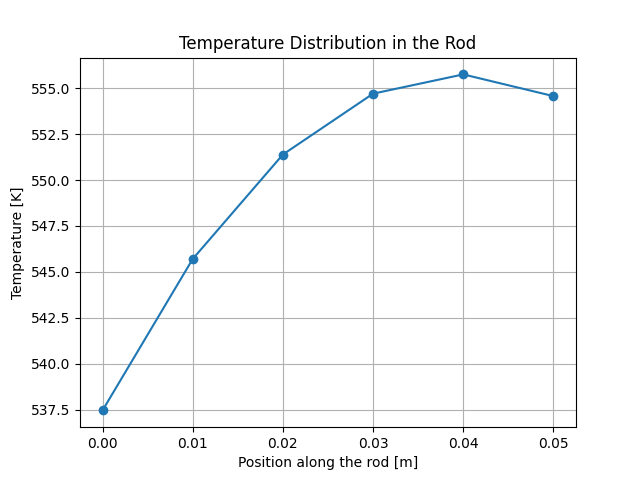 Temperature Distribution in the Rod
555.0
552.5
550.0
547.5
545.0
542.5
540.0
537.5
Temperature [K]
0.00 0.01 0.02 0.03 0.04 0.05
Position along the rod [m]